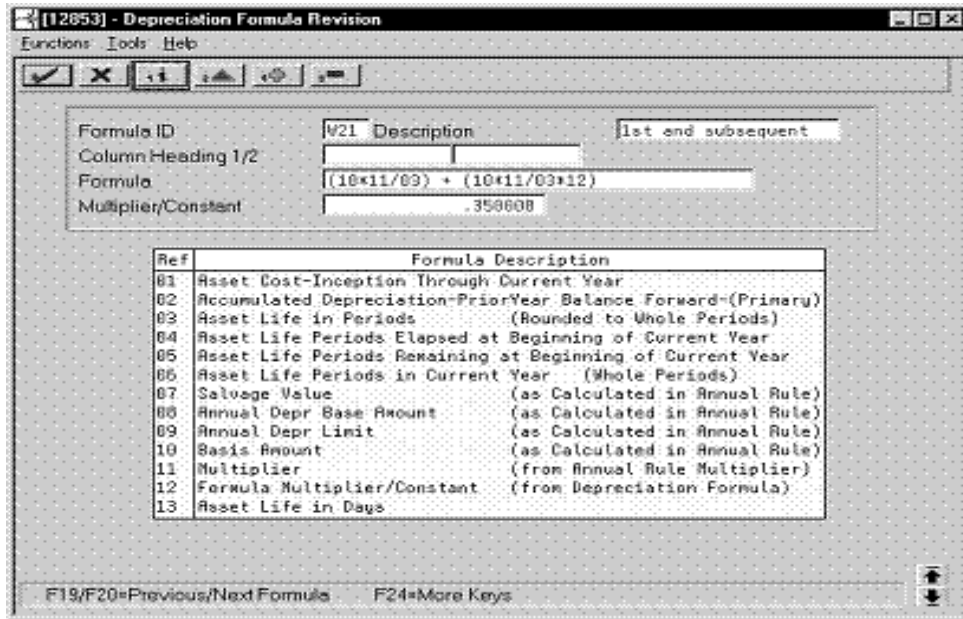 [12853] - Depreciation Formula Revision
Functions Tools Help
Formula ID W21 Description 1st and subsequent
Column Heading 1/2
Formula (10*11/03) + (10*11/03*12)
Multiplier/Constant .350000
Ref Formula Description
01 Asset Cost-Inception Through Current Year
02 Accumulated Depreciation-PriorYear Balance Forward-(Primary)
03 Asset Life in Periods (Rounded to Whole Periods)
04 Asset Life Periods Elapsed at Beginning of Current Year
05 Asset Life Periods Remaining at Beginning of Current Year
06 Asset Life Periods in Current Year (Whole Periods)
07 Salvage Value (as Calculated in Annual Rule)
08 Annual Depr Base Amount (as Calculated in Annual Rule)
09 Annual Depr Limit (as Calculated in Annual Rule)
10 Basis Amount (as Calculated in Annual Rule)
11 Multiplier (from Annual Rule Multiplier)
12 Formula Multiplier/Constant (from Depreciation Formula)
13 Asset Life in Days
F19/F20=Previous/Next Formula F24=More Keys